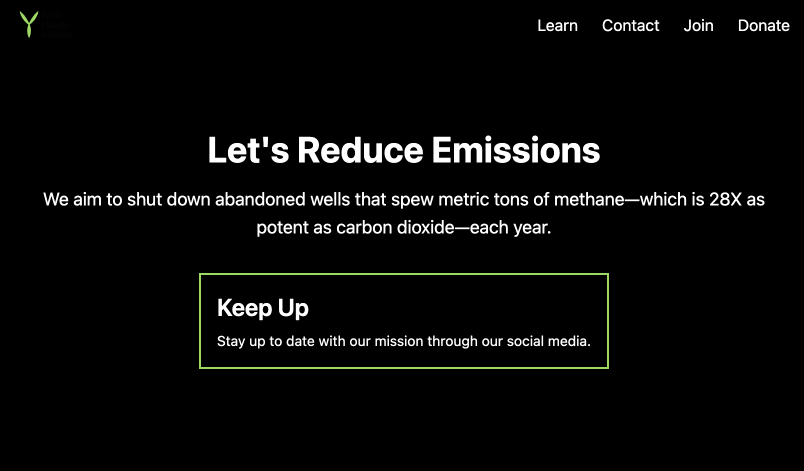 Learn Contact Join Donate
Let's Reduce Emissions
We aim to shut down abandoned wells that spew metric tons of methane—which is 28X as
potent as carbon dioxide—each year.
Keep Up
Stay up to date with our mission through our social media.